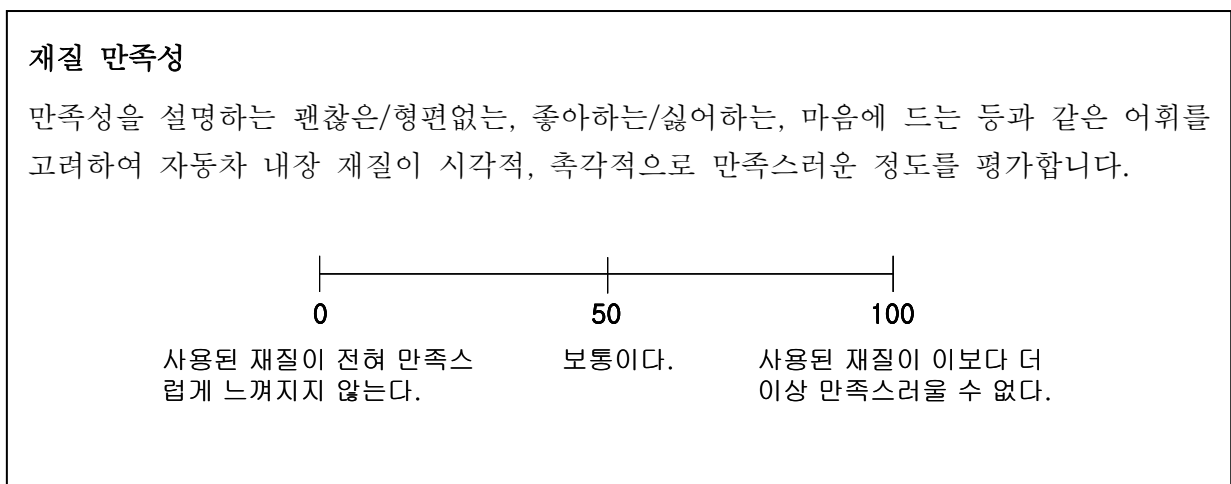 재질 만족성
만족성을 설명하는 괜찮은/형편없는, 좋아하는/싫어하는, 마음에 드는 등과 같은 어휘를
고려하여 자동차 내장 재질이 시각적, 촉각적으로 만족스러운 정도를 평가합니다.
0 50 100
사용된 재질이 전혀 만족스
럽게 느껴지지 않는다.
보통이다.
사용된 재질이 이보다 더
이상 만족스러울 수 없다.